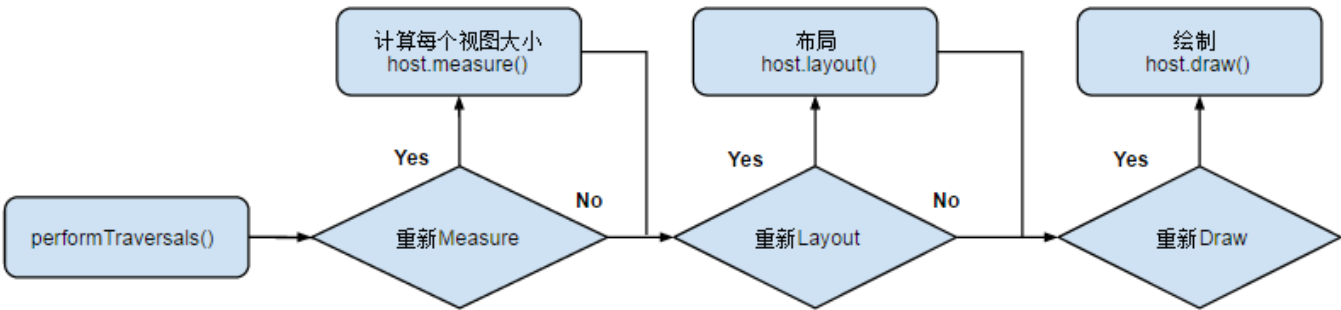 计算每个视图大小
host.measure()
布局
host.layout()
绘制
host.draw()
Yes
Yes
Yes
No
No
performTraversals()
重新Measure
重新Layout
重新Draw